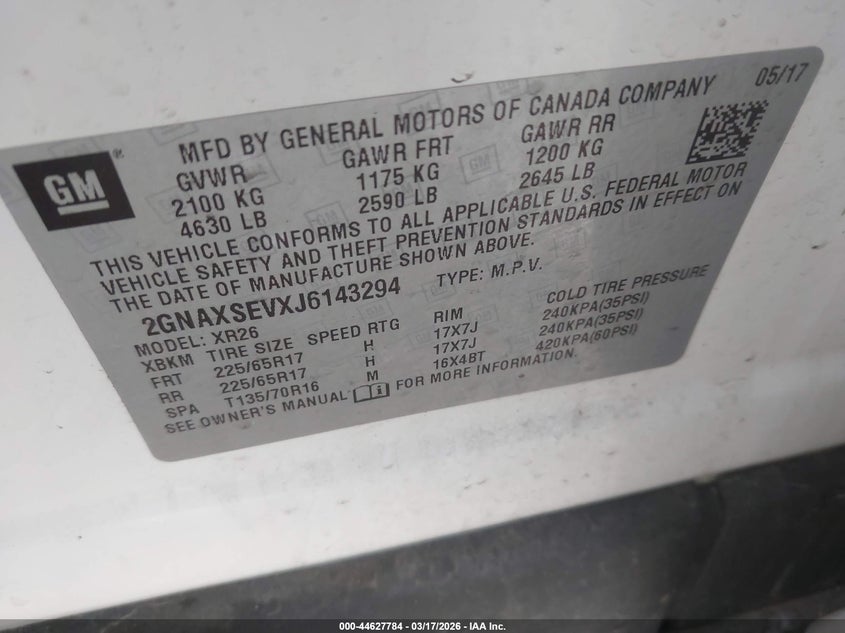 05/17
GM®
MFD BY GENERAL MOTORS OF CANADA COMPANY
GVWR GAWR FRT GAWR RR
2100 KG 1175 KG 1200 KG
4630 LB 2590 LB 2645 LB
THIS VEHICLE CONFORMS TO ALL APPLICABLE U.S. FEDERAL MOTOR
VEHICLE SAFETY AND THEFT PREVENTION STANDARDS IN EFFECT ON
THE DATE OF MANUFACTURE SHOWN ABOVE.
2GNAXSEVXJ6143294 TYPE: M.P.V.
MODEL: XR26
XBKM TIRE SIZE SPEED RTG RIM COLD TIRE PRESSURE
FRT 225/65R17 H 17X7J 240KPA(35PSI)
RR 225/65R17 H 17X7J 240KPA(35PSI)
SPA T135/70R16 M 16X4BT 420KPA(60PSI)
SEE OWNER'S MANUAL FOR MORE INFORMATION.
000-44627784 - 03/17/2026 - IAA Inc.